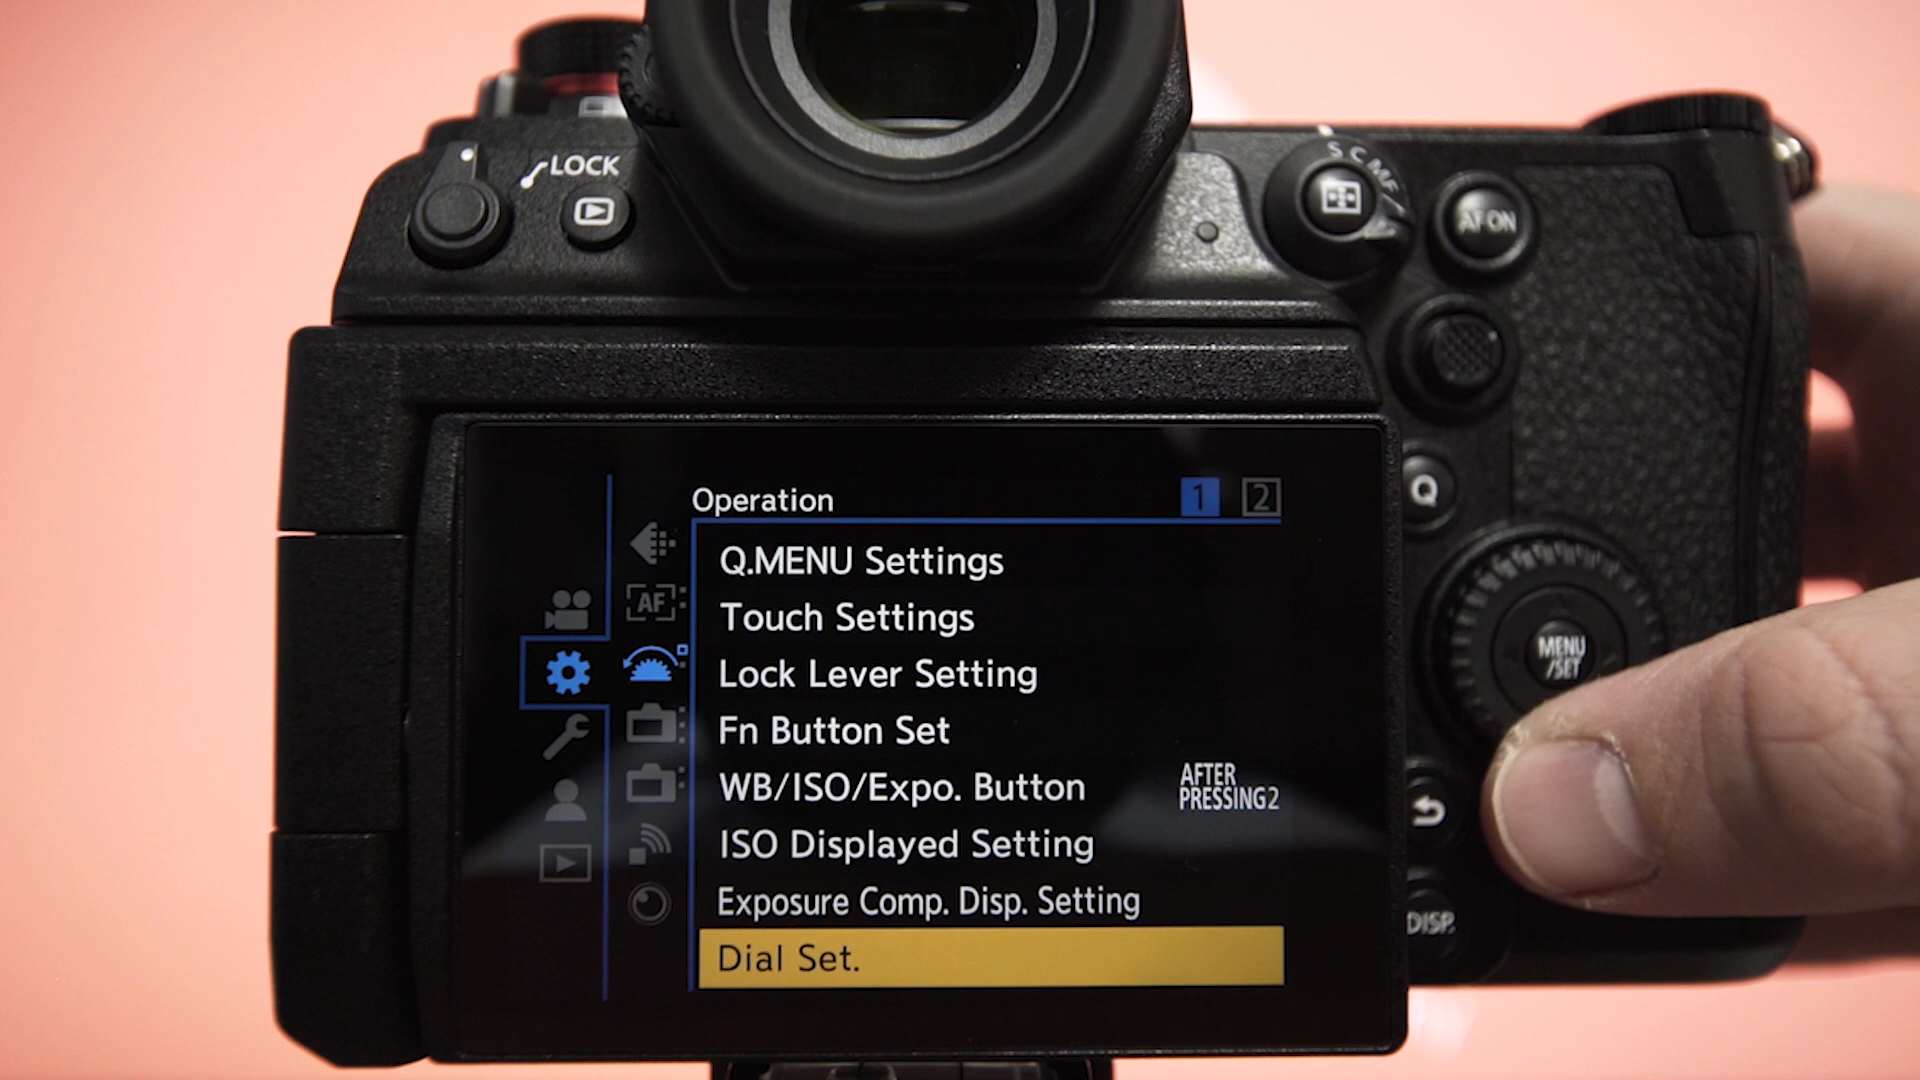 LOCK
S C MF
AF ON
Q
Operation 1 2
Q.MENU Settings
AF
Touch Settings
Lock Lever Setting
MENU
/SET
Fn Button Set
WB/ISO/Expo. Button AFTER
PRESSING2
ISO Displayed Setting
Exposure Comp. Disp. Setting
DISP.
Dial Set.